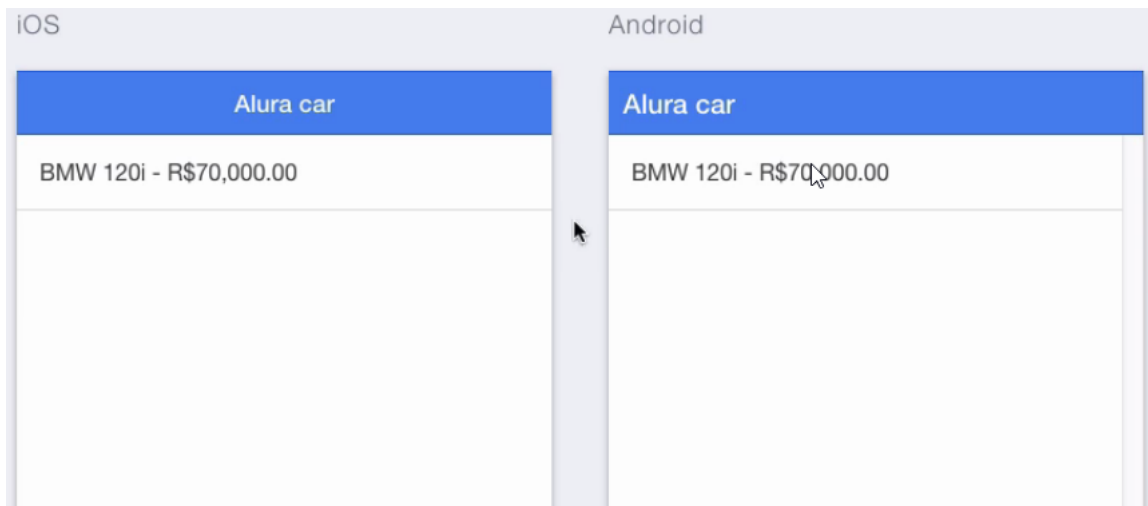 iOS
Alura car
BMW 120i - R$70,000.00
Android
Alura car
BMW 120i - R$70,000.00